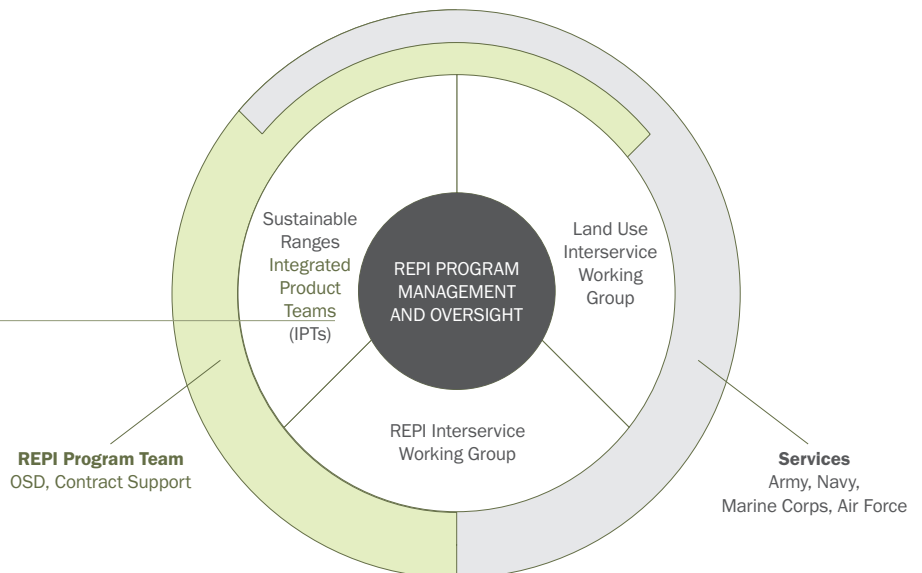 Sustainable
Ranges
Integrated
Product
Teams
(IPTs)
REPI PROGRAM
MANAGEMENT
AND OVERSIGHT
Land Use
Interservice
Working
Group
REPI Interservice
Working Group
REPI Program Team
OSD, Contract Support
Services
Army, Navy,
Marine Corps, Air Force